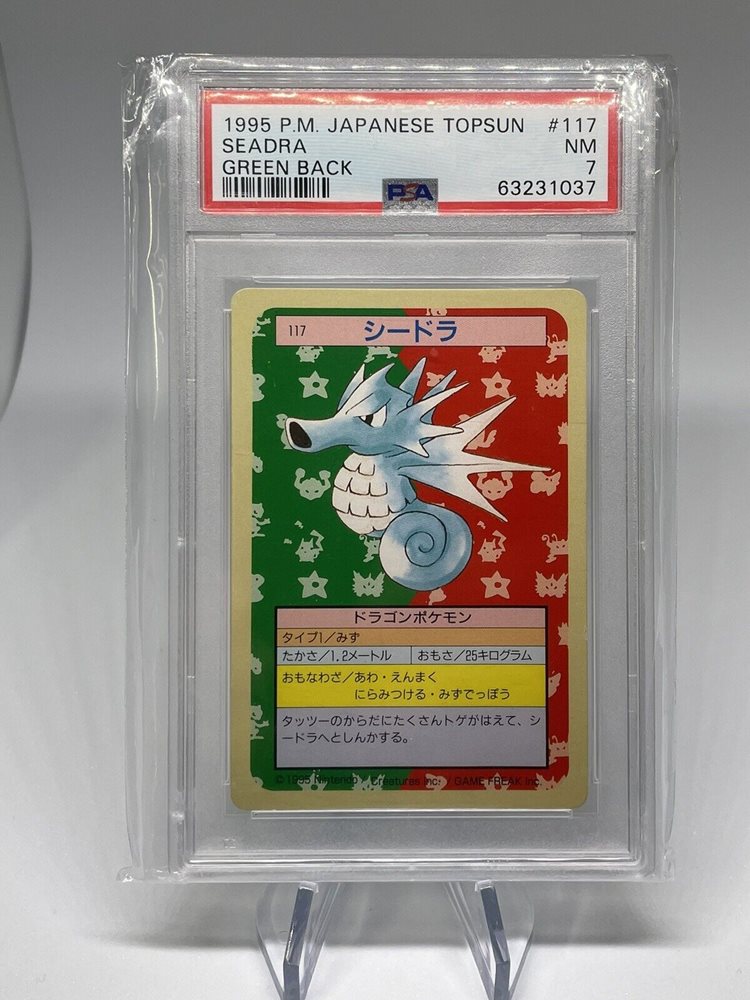 1995 P.M. JAPANESE TOPSUN #117
SEADRA NM
GREEN BACK 7
PSA 63231037
117 シードラ
ドラゴンポケモン
タイプ1/みず
たかさ/1.2メートル おもさ/25キログラム
おもなわざ/あわ・えんまく
にらみつける・みずでっぽう
タッツーのからだにたくさんトゲがはえて、シ
ードラへとしんかする。
© 1995 Nintendo / Creatures inc. / GAME FREAK inc.